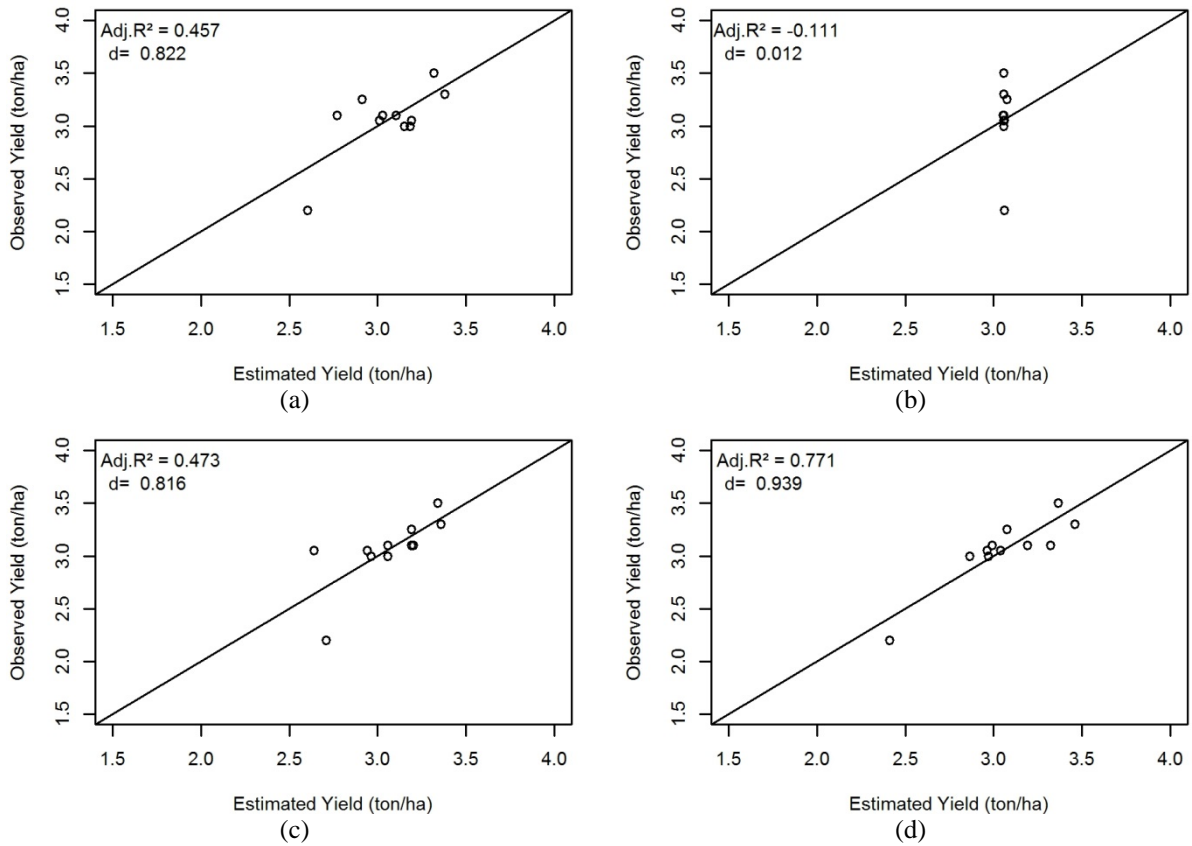 Adj.R² = 0.457
d= 0.822
Observed Yield (ton/ha)
4.0
3.5
3.0
2.5
2.0
1.5
1.5 2.0 2.5 3.0 3.5 4.0
Estimated Yield (ton/ha)
(a)
Adj.R² = -0.111
d= 0.012
Observed Yield (ton/ha)
4.0
3.5
3.0
2.5
2.0
1.5
1.5 2.0 2.5 3.0 3.5 4.0
Estimated Yield (ton/ha)
(b)
Adj.R² = 0.473
d= 0.816
Observed Yield (ton/ha)
4.0
3.5
3.0
2.5
2.0
1.5
1.5 2.0 2.5 3.0 3.5 4.0
Estimated Yield (ton/ha)
(c)
Adj.R² = 0.771
d= 0.939
Observed Yield (ton/ha)
4.0
3.5
3.0
2.5
2.0
1.5
1.5 2.0 2.5 3.0 3.5 4.0
Estimated Yield (ton/ha)
(d)